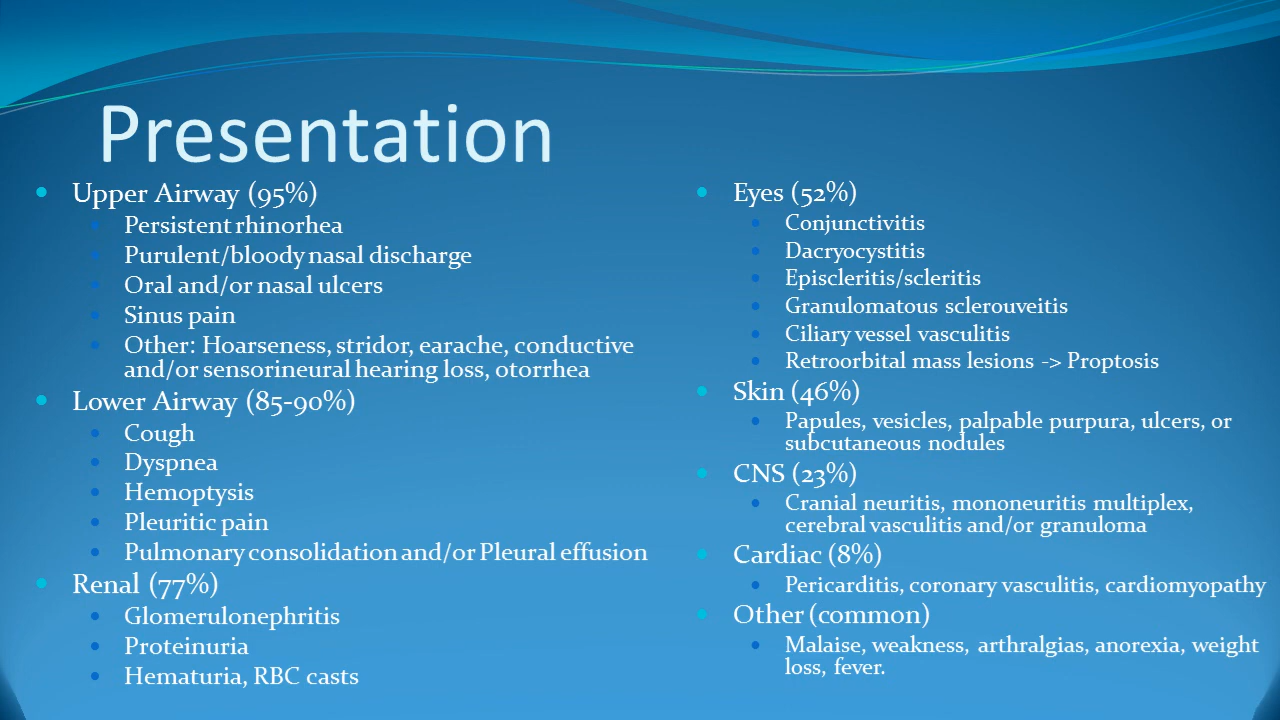 Presentation
Upper Airway (95%)
Persistent rhinorhea
Purulent/bloody nasal discharge
Oral and/or nasal ulcers
Sinus pain
Other: Hoarseness, stridor, earache, conductive
and/or sensorineural hearing loss, otorrhea
Lower Airway (85-90%)
Cough
Dyspnea
Hemoptysis
Pleuritic pain
Pulmonary consolidation and/or Pleural effusion
Renal (77%)
Glomerulonephritis
Proteinuria
Hematuria, RBC casts
Eyes (52%)
Conjunctivitis
Dacryocystitis
Episcleritis/scleritis
Granulomatous sclerouveitis
Ciliary vessel vasculitis
Retroorbital mass lesions -> Proptosis
Skin (46%)
Papules, vesicles, palpable purpura, ulcers, or
subcutaneous nodules
CNS (23%)
Cranial neuritis, mononeuritis multiplex,
cerebral vasculitis and/or granuloma
Cardiac (8%)
Pericarditis, coronary vasculitis, cardiomyopathy
Other (common)
Malaise, weakness, arthralgias, anorexia, weight
loss, fever.